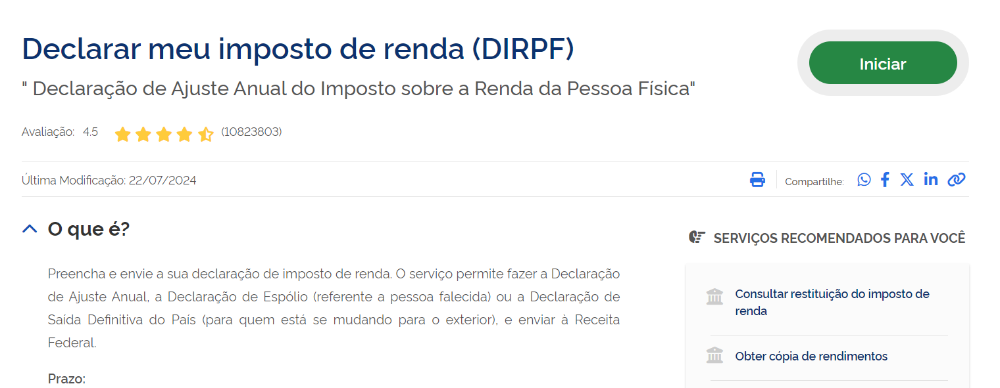 Declarar meu imposto de renda (DIRPF)
Iniciar
" Declaração de Ajuste Anual do Imposto sobre a Renda da Pessoa Física"
Avaliação: 4.5 (10823803)
Última Modificação: 22/07/2024
Compartilhe:
O que é?
Preencha e envie a sua declaração de imposto de renda. O serviço permite fazer a Declaração
de Ajuste Anual, a Declaração de Espólio (referente a pessoa falecida) ou a Declaração de
Saída Definitiva do País (para quem está se mudando para o exterior), e enviar à Receita
Federal.
Prazo:
SERVIÇOS RECOMENDADOS PARA VOCÊ
Consultar restituição do imposto de
renda
Obter cópia de rendimentos